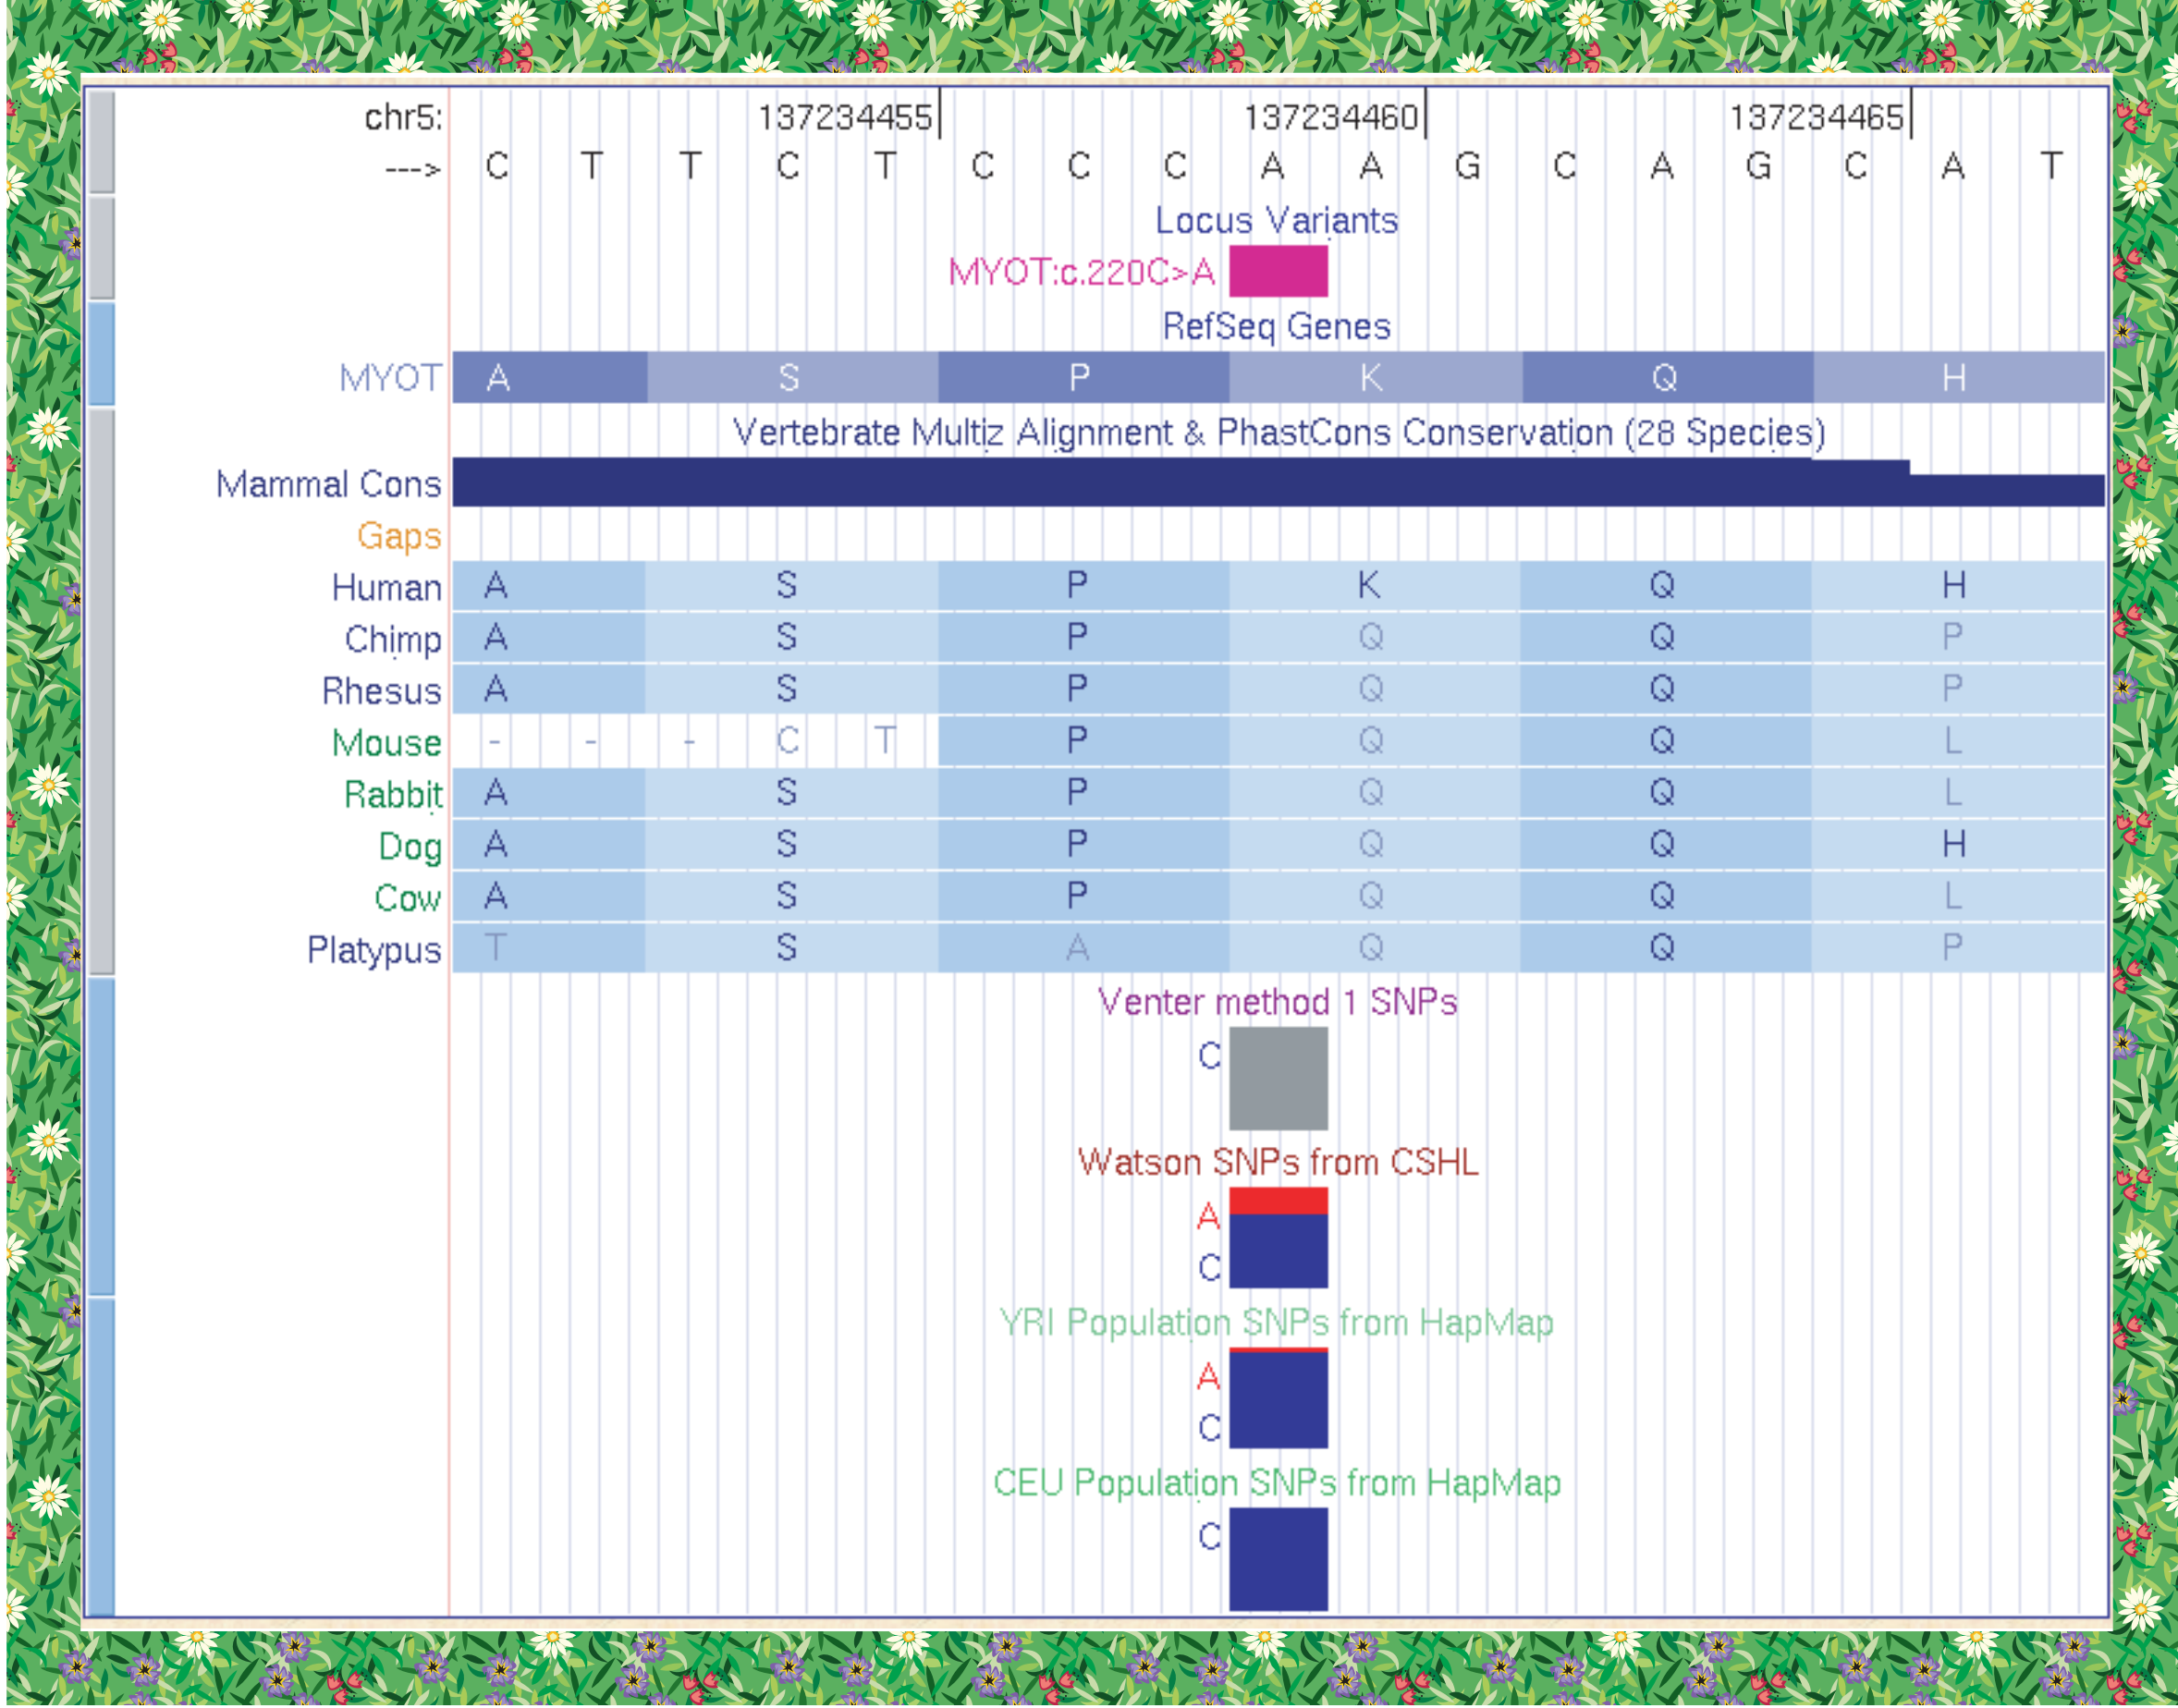 chr5: 137234455 137234460 137234465
---> C T T C T C C C A A G C A G C A T
Locus Variants
MYOT:c.220C>A
RefSeq Genes
MYOT A S P K Q H
Vertebrate Multiz Alignment & PhastCons Conservation (28 Species)
Mammal Cons
Gaps
Human A S P K Q H
Chimp A S P Q Q P
Rhesus A S P Q Q P
Mouse - - - C T P Q Q L
Rabbit A S P Q Q L
Dog A S P Q Q H
Cow A S P Q Q L
Platypus T S A Q Q P
Venter method 1 SNPs
C
Watson SNPs from CSHL
A
C
YRI Population SNPs from HapMap
A
C
CEU Population SNPs from HapMap
C